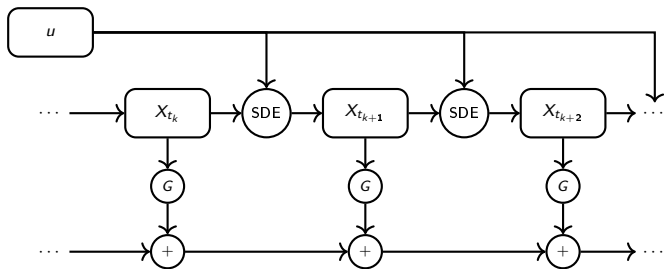 u
··· X_{t_k} SDE X_{t_{k+1}} SDE X_{t_{k+2}} ···
G G G
··· + + + ···